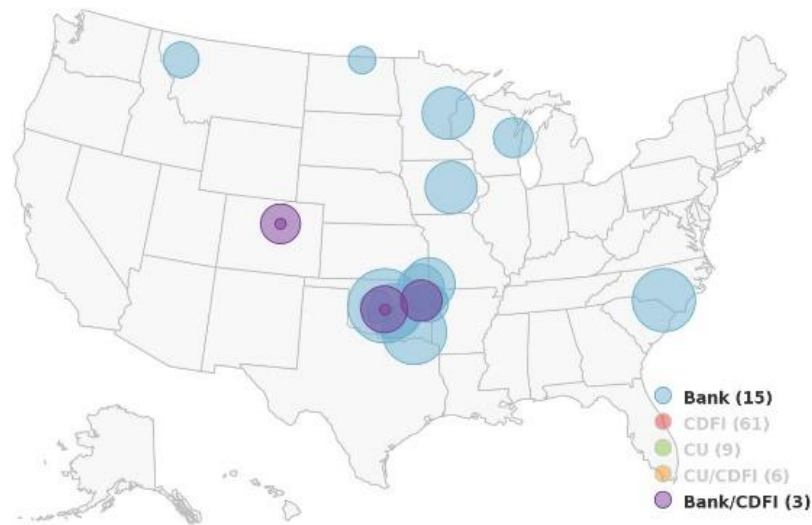 Bank (15)
CDFI (61)
CU (9)
CU/CDFI (6)
Bank/CDFI (3)